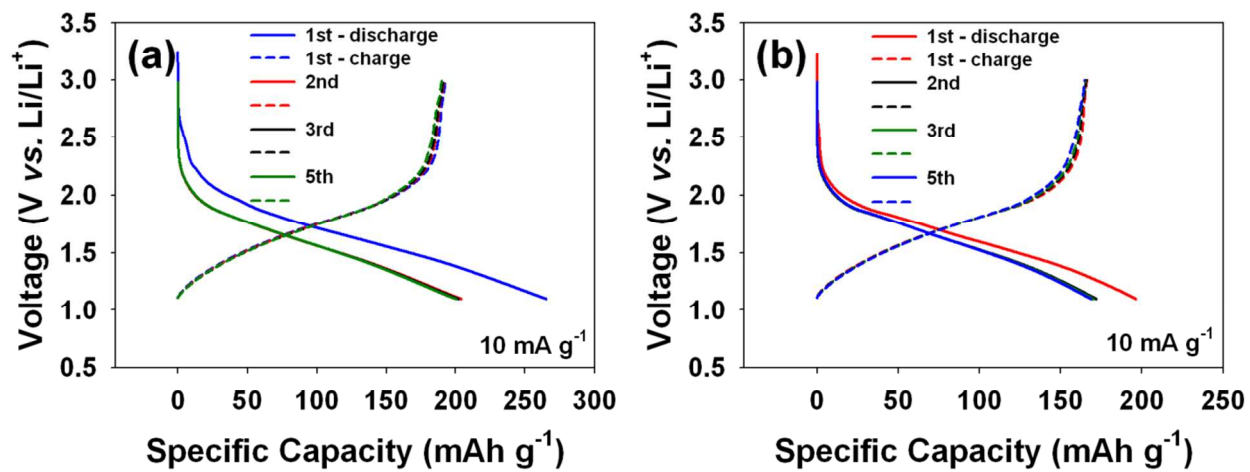 (a)
1st - discharge
1st - charge
2nd
3rd
5th
10 mA g⁻¹
3.5
3.0
2.5
2.0
1.5
1.0
0.5
Voltage (V vs. Li/Li⁺)
0 50 100 150 200 250 300
Specific Capacity (mAh g⁻¹)
(b)
1st - discharge
1st - charge
2nd
3rd
5th
10 mA g⁻¹
3.5
3.0
2.5
2.0
1.5
1.0
0.5
Voltage (V vs. Li/Li⁺)
0 50 100 150 200 250
Specific Capacity (mAh g⁻¹)